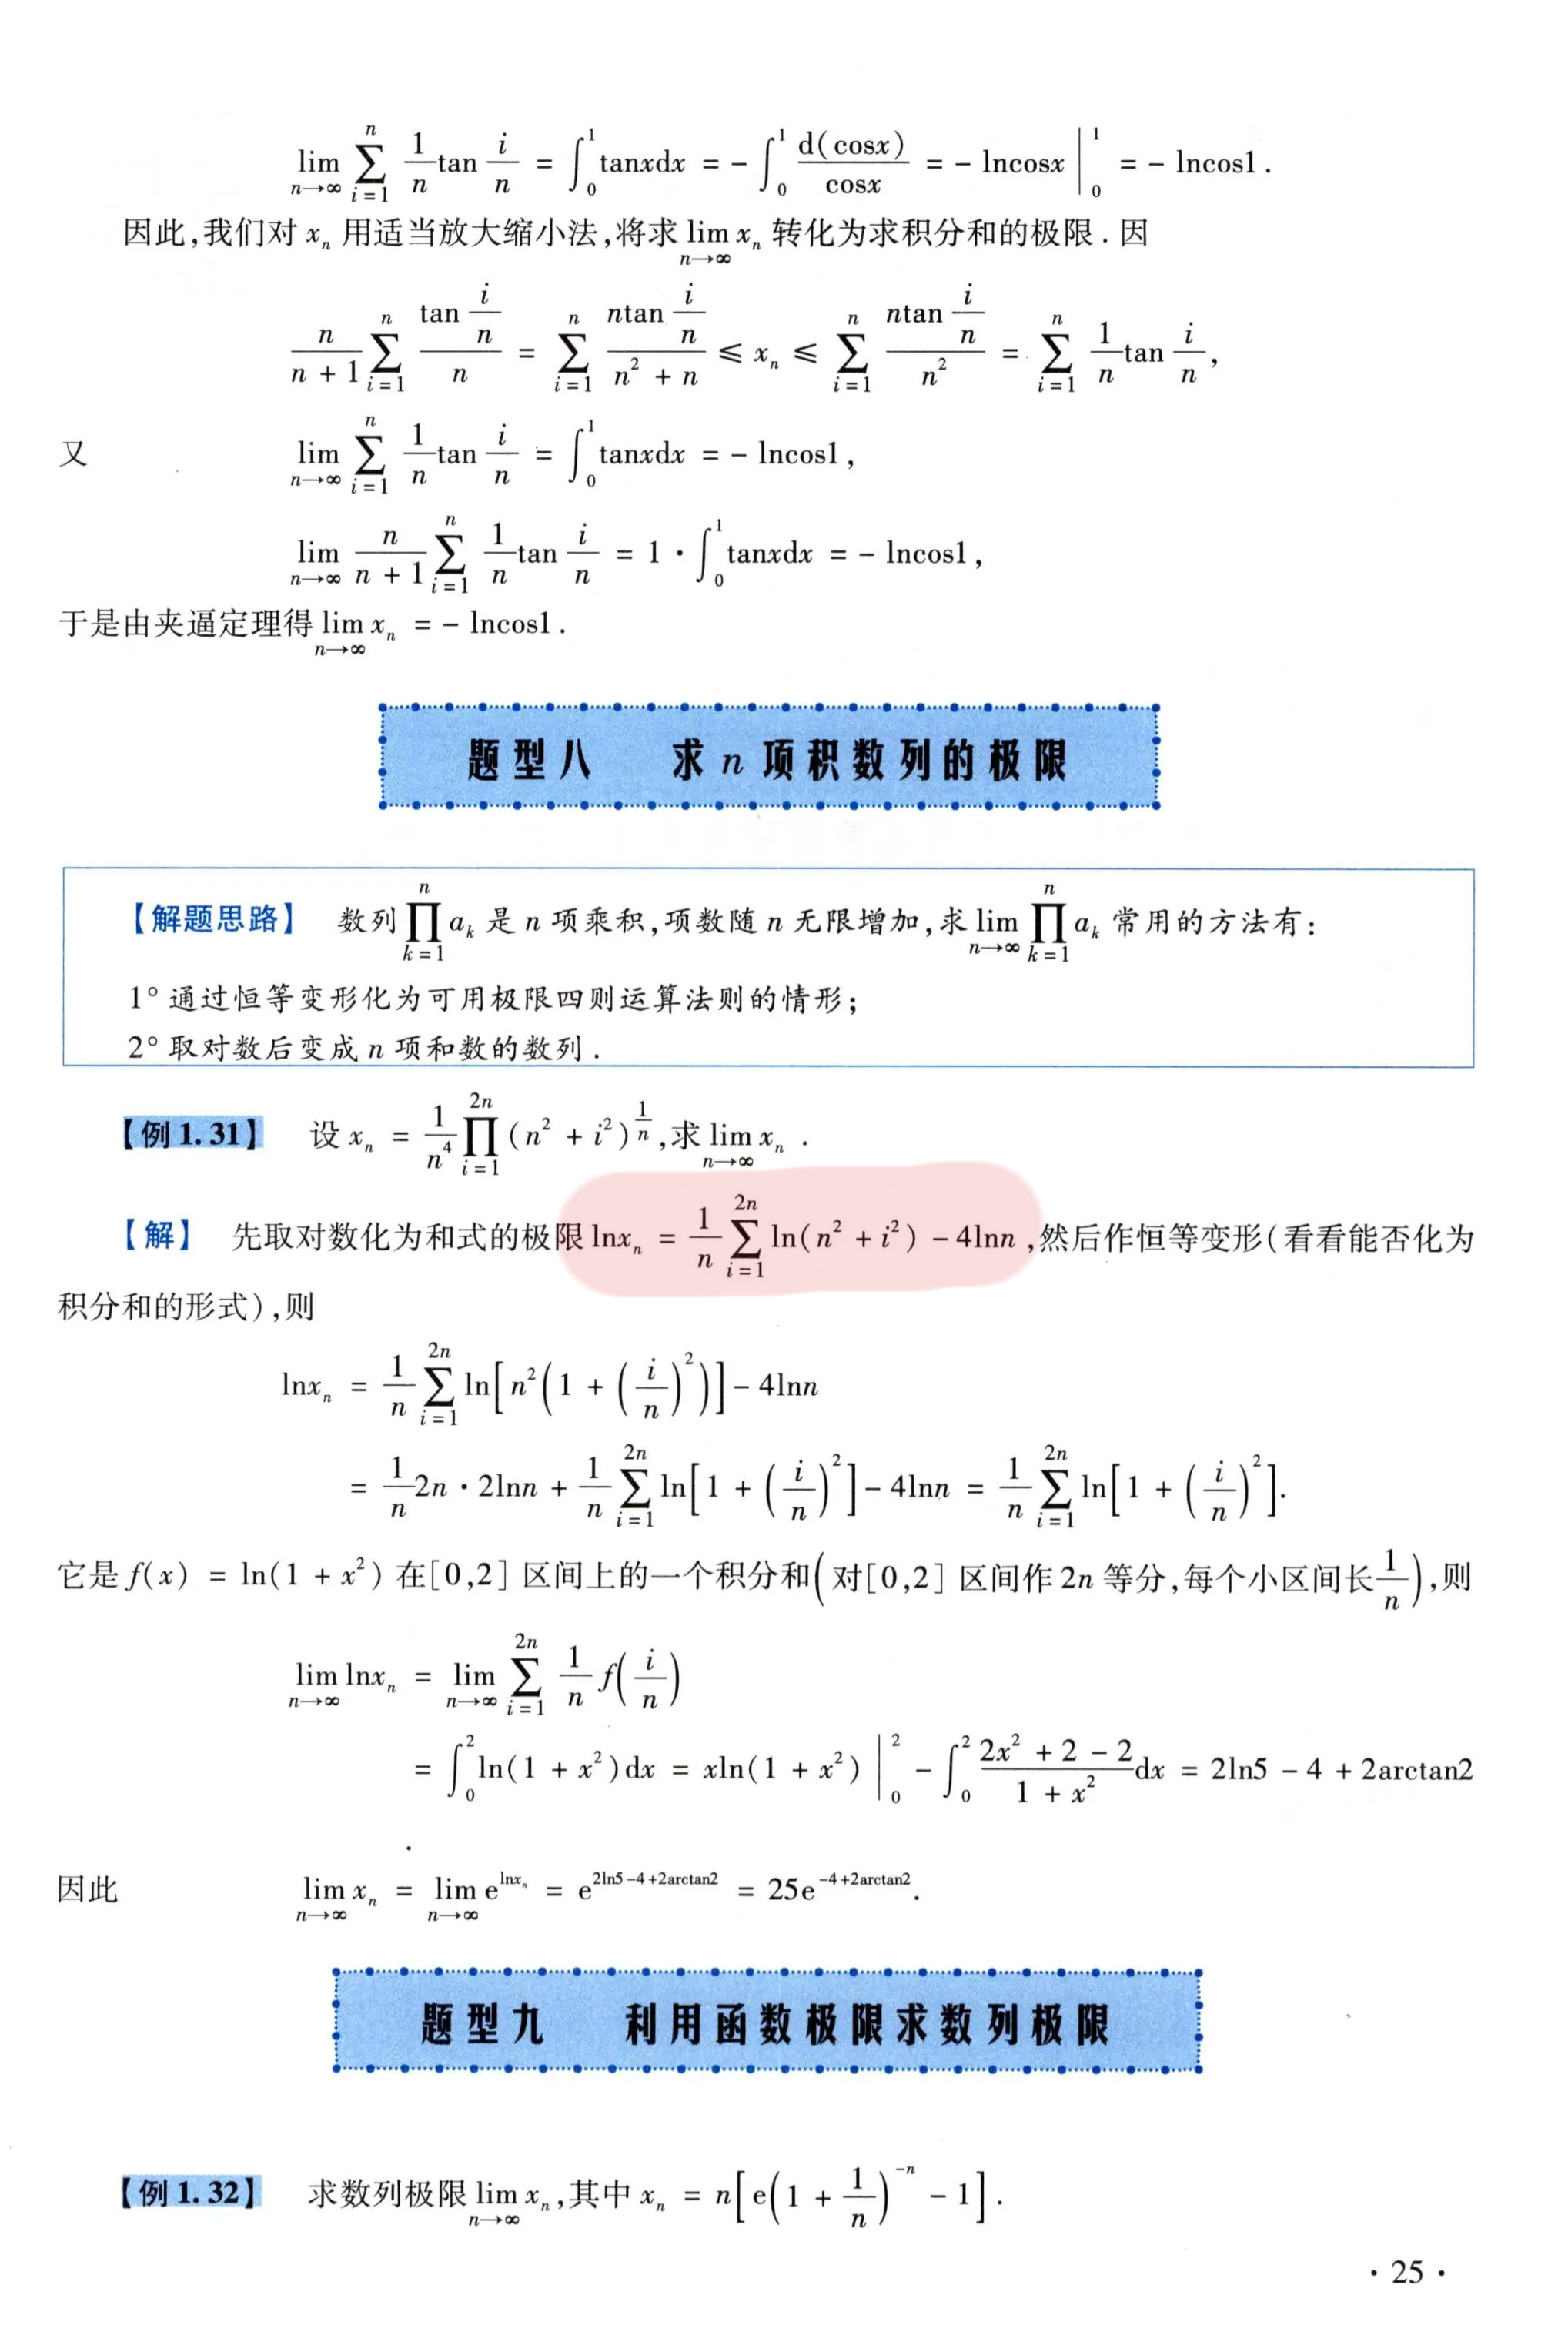 $\lim\limits_{n\to\infty}\sum\limits_{i=1}^{n}\frac{1}{n}\tan\frac{i}{n}=\int_0^1\tan x\mathrm{d}x=-\int_0^1\frac{\mathrm{d}(\cos x)}{\cos x}=-\ln\cos x\Big|_0^1=-\ln\cos1.$
因此,我们对 $x_n$ 用适当放大缩小法,将求 $\lim\limits_{n\to\infty}x_n$ 转化为求积分和的极限.因
$\frac{n}{n+1}\sum\limits_{i=1}^{n}\frac{\tan\frac{i}{n}}{n}=\sum\limits_{i=1}^{n}\frac{n\tan\frac{i}{n}}{n^2+n}\leqslant x_n\leqslant\sum\limits_{i=1}^{n}\frac{n\tan\frac{i}{n}}{n^2}=\sum\limits_{i=1}^{n}\frac{1}{n}\tan\frac{i}{n},$
又 $\lim\limits_{n\to\infty}\sum\limits_{i=1}^{n}\frac{1}{n}\tan\frac{i}{n}=\int_0^1\tan x\mathrm{d}x=-\ln\cos1,$
$\lim\limits_{n\to\infty}\frac{n}{n+1}\sum\limits_{i=1}^{n}\frac{1}{n}\tan\frac{i}{n}=1\cdot\int_0^1\tan x\mathrm{d}x=-\ln\cos1,$
于是由夹逼定理得 $\lim\limits_{n\to\infty}x_n=-\ln\cos1.$
题型八 求 n 项积数列的极限
【解题思路】 数列 $\prod\limits_{k=1}^{n}a_k$ 是 n 项乘积,项数随 n 无限增加,求 $\lim\limits_{n\to\infty}\prod\limits_{k=1}^{n}a_k$ 常用的方法有:
1°通过恒等变形化为可用极限四则运算法则的情形;
2°取对数后变成 n 项和数的数列.
【例 1.31】 设 $x_n=\frac{1}{n^4}\prod\limits_{i=1}^{2n}(n^2+i^2)^{\frac{1}{n}}$,求 $\lim\limits_{n\to\infty}x_n$.
【解】 先取对数化为和式的极限 $\ln x_n=\frac{1}{n}\sum\limits_{i=1}^{2n}\ln(n^2+i^2)-4\ln n$,然后作恒等变形(看看能否化为
积分和的形式),则
$\ln x_n=\frac{1}{n}\sum\limits_{i=1}^{2n}\ln\left[n^2\left(1+\left(\frac{i}{n}\right)^2\right)\right]-4\ln n$
$=\frac{1}{n}2n\cdot2\ln n+\frac{1}{n}\sum\limits_{i=1}^{2n}\ln\left[1+\left(\frac{i}{n}\right)^2\right]-4\ln n=\frac{1}{n}\sum\limits_{i=1}^{2n}\ln\left[1+\left(\frac{i}{n}\right)^2\right].$
它是 $f(x)=\ln(1+x^2)$ 在[0,2]区间上的一个积分和(对[0,2]区间作 2n 等分,每个小区间长$\frac{1}{n}$),则
$\lim\limits_{n\to\infty}\ln x_n=\lim\limits_{n\to\infty}\sum\limits_{i=1}^{2n}\frac{1}{n}f\left(\frac{i}{n}\right)$
$=\int_0^2\ln(1+x^2)\mathrm{d}x=x\ln(1+x^2)\Big|_0^2-\int_0^2\frac{2x^2+2-2}{1+x^2}\mathrm{d}x=2\ln5-4+2\arctan2$
因此 $\lim\limits_{n\to\infty}x_n=\lim\limits_{n\to\infty}\mathrm{e}^{\ln x_n}=\mathrm{e}^{2\ln5-4+2\arctan2}=25\mathrm{e}^{-4+2\arctan2}.$
题型九 利用函数极限求数列极限
【例 1.32】 求数列极限 $\lim\limits_{n\to\infty}x_n$,其中 $x_n=n\left[\mathrm{e}\left(1+\frac{1}{n}\right)^{-n}-1\right].$
· 25 ·